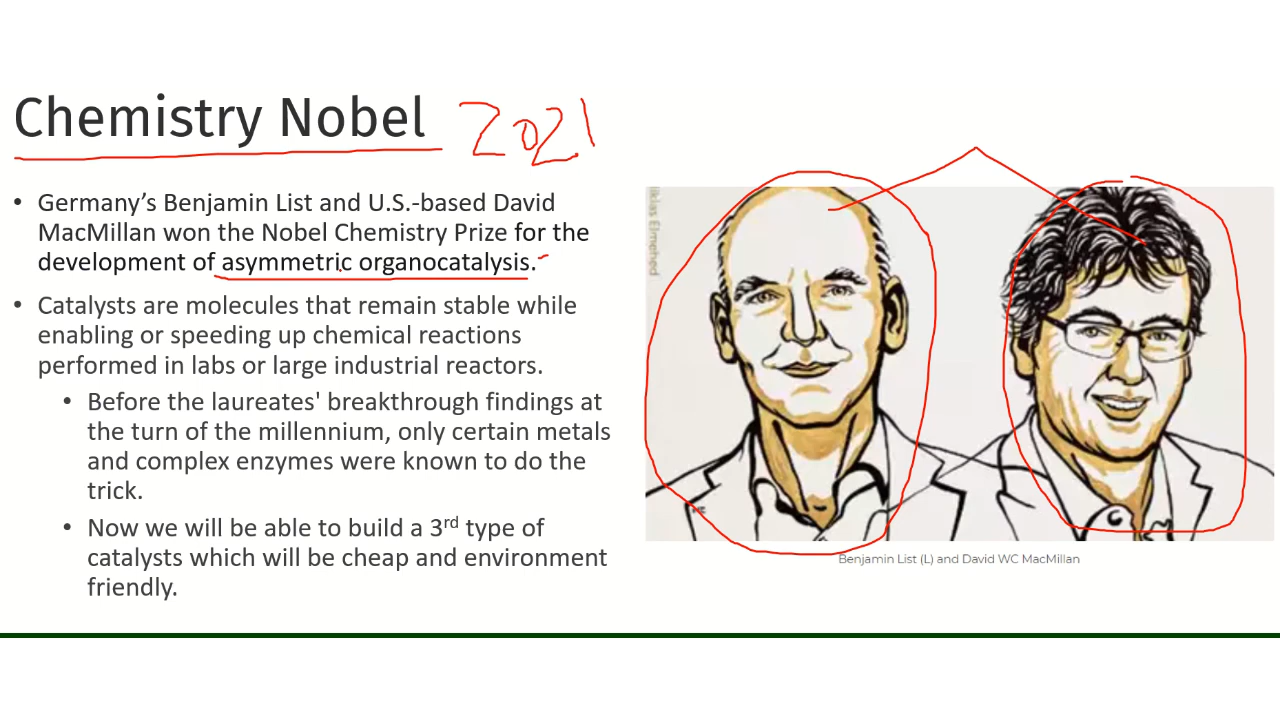 Chemistry Nobel 2021
• Germany's Benjamin List and U.S.-based David
MacMillan won the Nobel Chemistry Prize for the
development of asymmetric organocatalysis.
• Catalysts are molecules that remain stable while
enabling or speeding up chemical reactions
performed in labs or large industrial reactors.
• Before the laureates' breakthrough findings at
the turn of the millennium, only certain metals
and complex enzymes were known to do the
trick.
• Now we will be able to build a 3rd type of
catalysts which will be cheap and environment
friendly.
Niklas Elmehed
Benjamin List (L) and David WC MacMillan